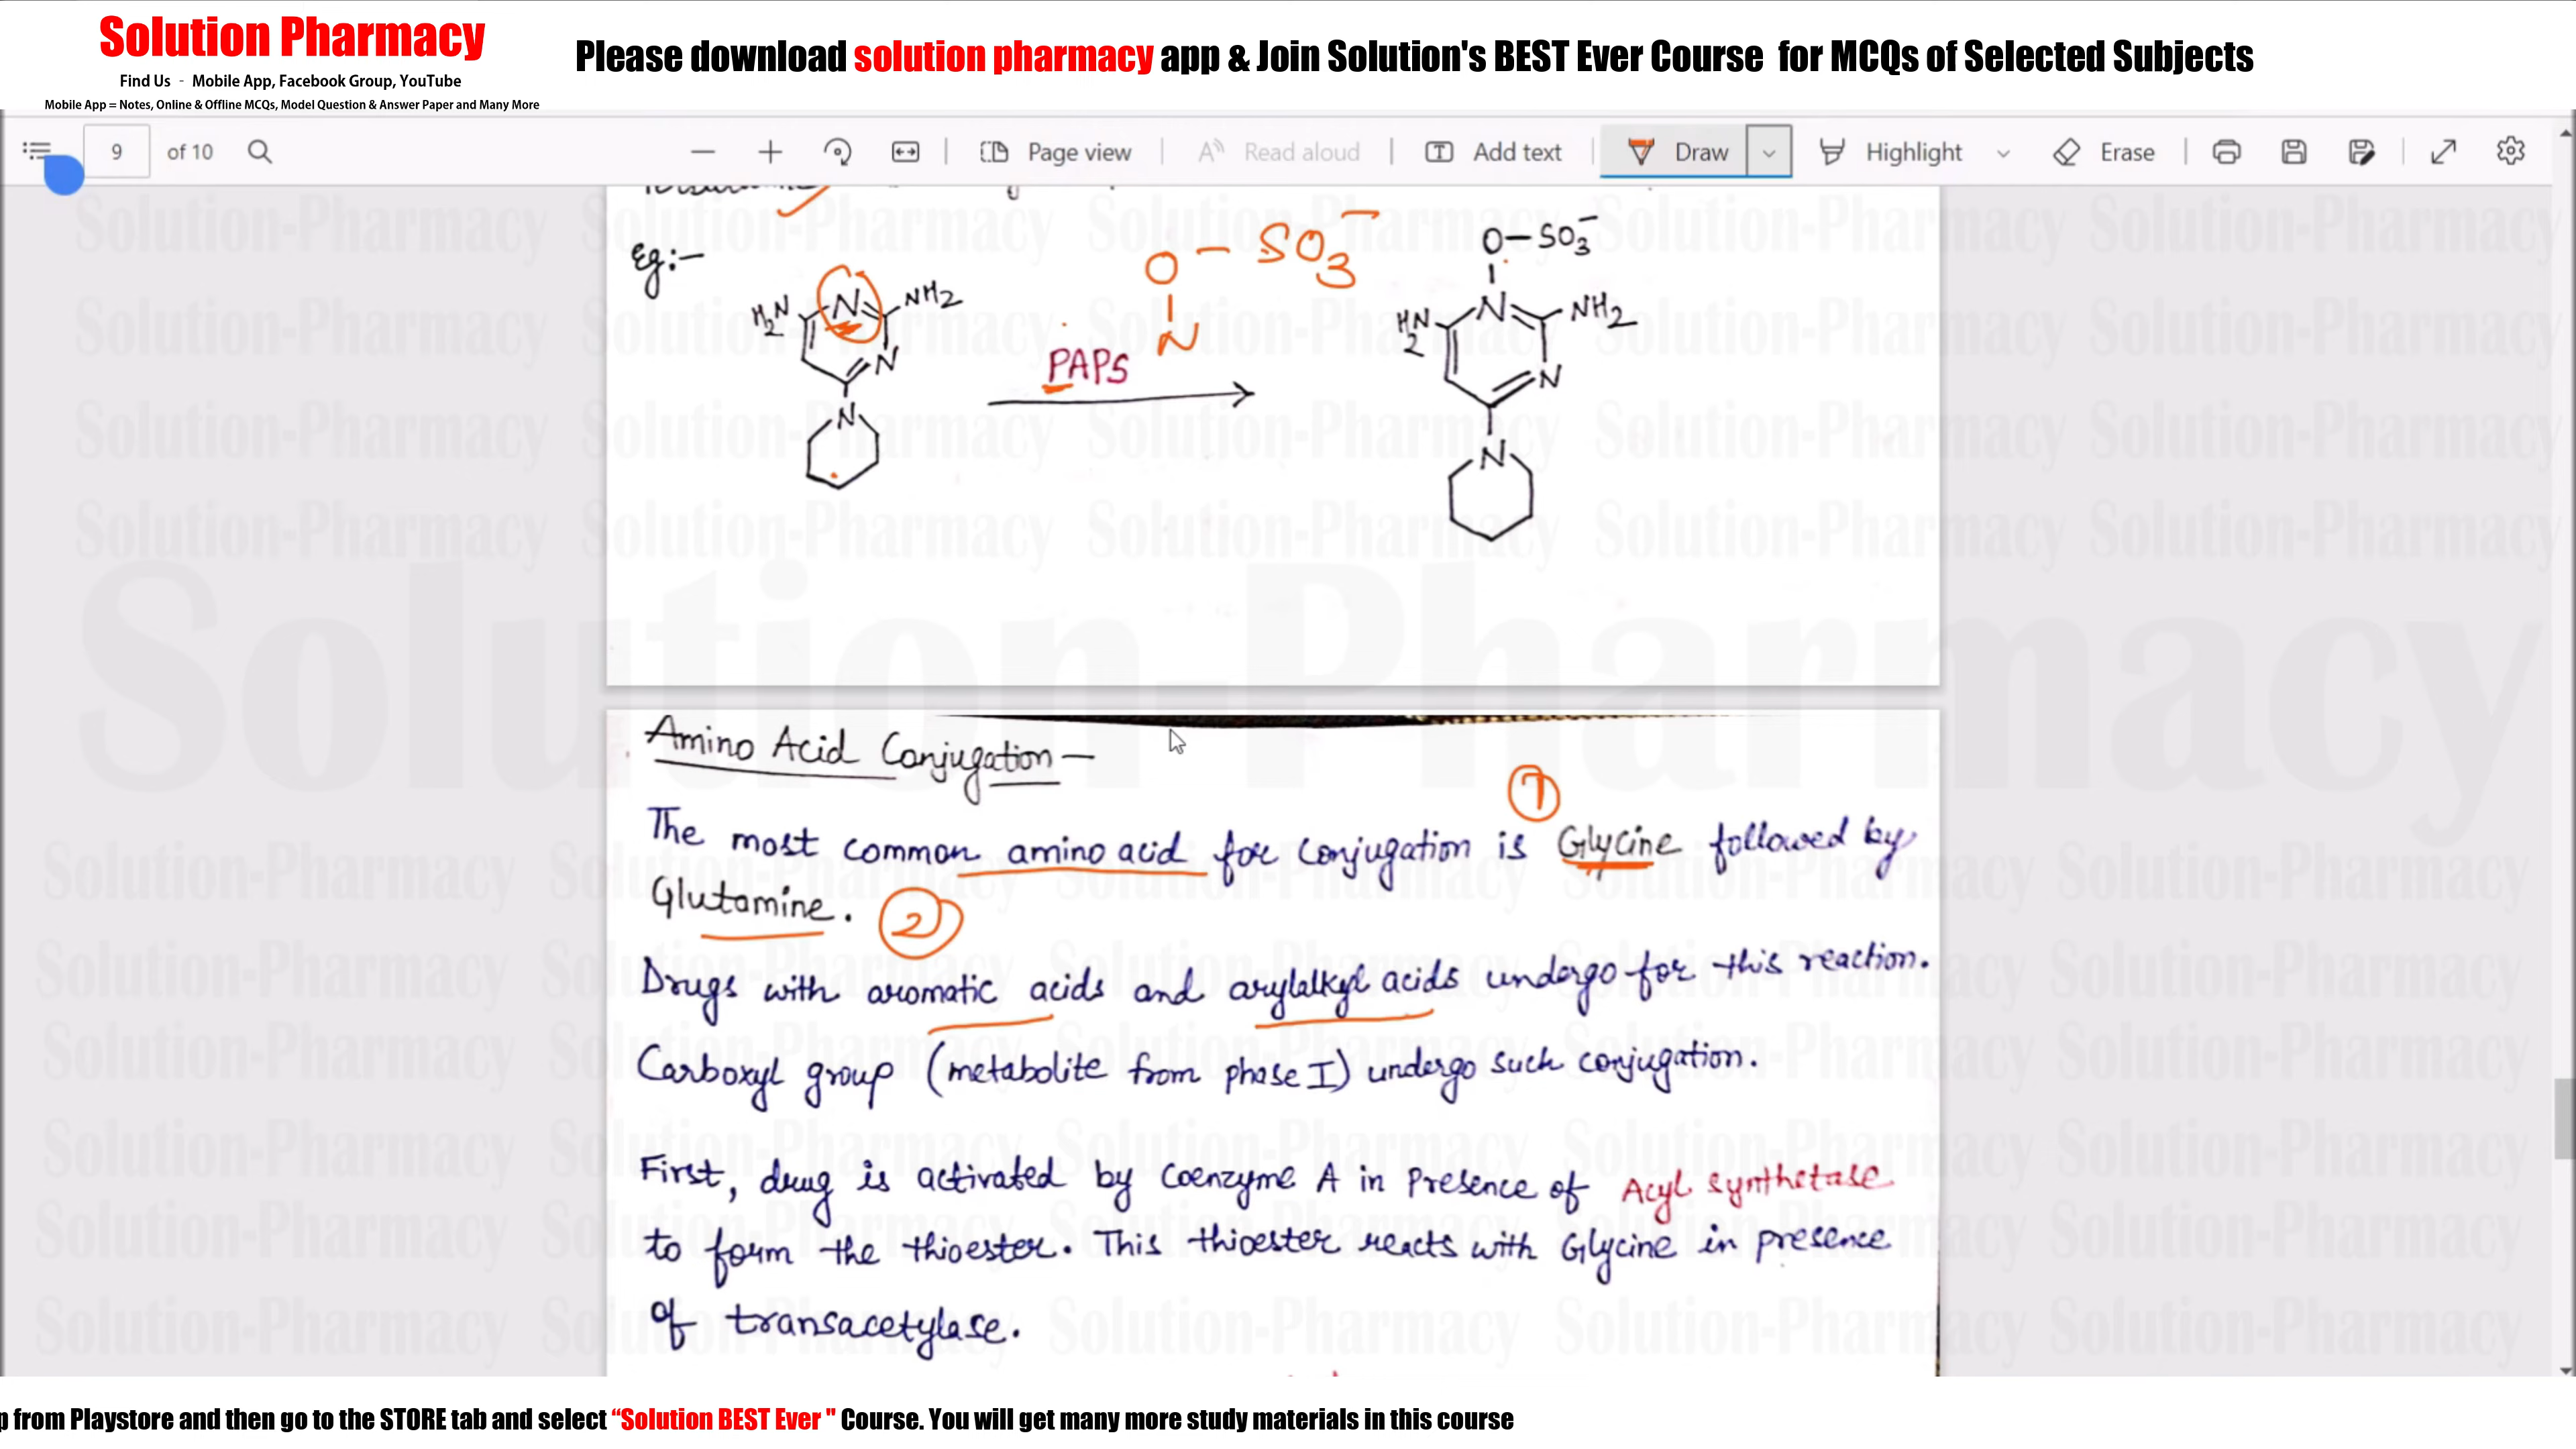 Solution Pharmacy
Find Us - Mobile App, Facebook Group, YouTube
Mobile App = Notes, Online & Offline MCQs, Model Question & Answer Paper and Many More
Please download solution pharmacy app & Join Solution's BEST Ever Course for MCQs of Selected Subjects
9 of 10
Page view
Read aloud
Add text
Draw
Highlight
Erase
Eg:-
H2N N NH2
N
N
PAPS
O - SO3-
N
O-SO3-
H2N N NH2
N
N
Amino Acid Conjugation -
1
The most common amino acid for conjugation is Glycine followed by
Glutamine. 2
Drugs with aromatic acids and arylalkyl acids undergo for this reaction.
Carboxyl group (metabolite from phase I) undergo such conjugation.
First, drug is activated by Coenzyme A in Presence of Acyl synthetase
to form the thioester. This thioester reacts with Glycine in presence
of transacetylase.
Solution-Pharmacy
p from Playstore and then go to the STORE tab and select "Solution BEST Ever " Course. You will get many more study materials in this course